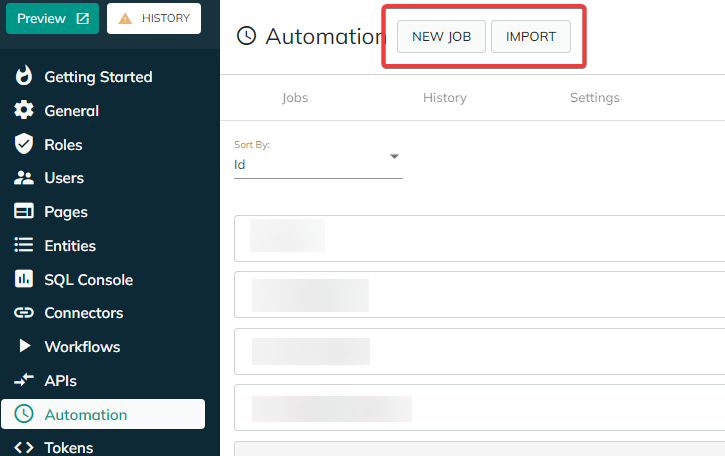 Preview
HISTORY
Automation
NEW JOB
IMPORT
Getting Started
General
Roles
Users
Pages
Entities
SQL Console
Connectors
Workflows
APIs
Automation
Tokens
Jobs
History
Settings
Sort By:
Id